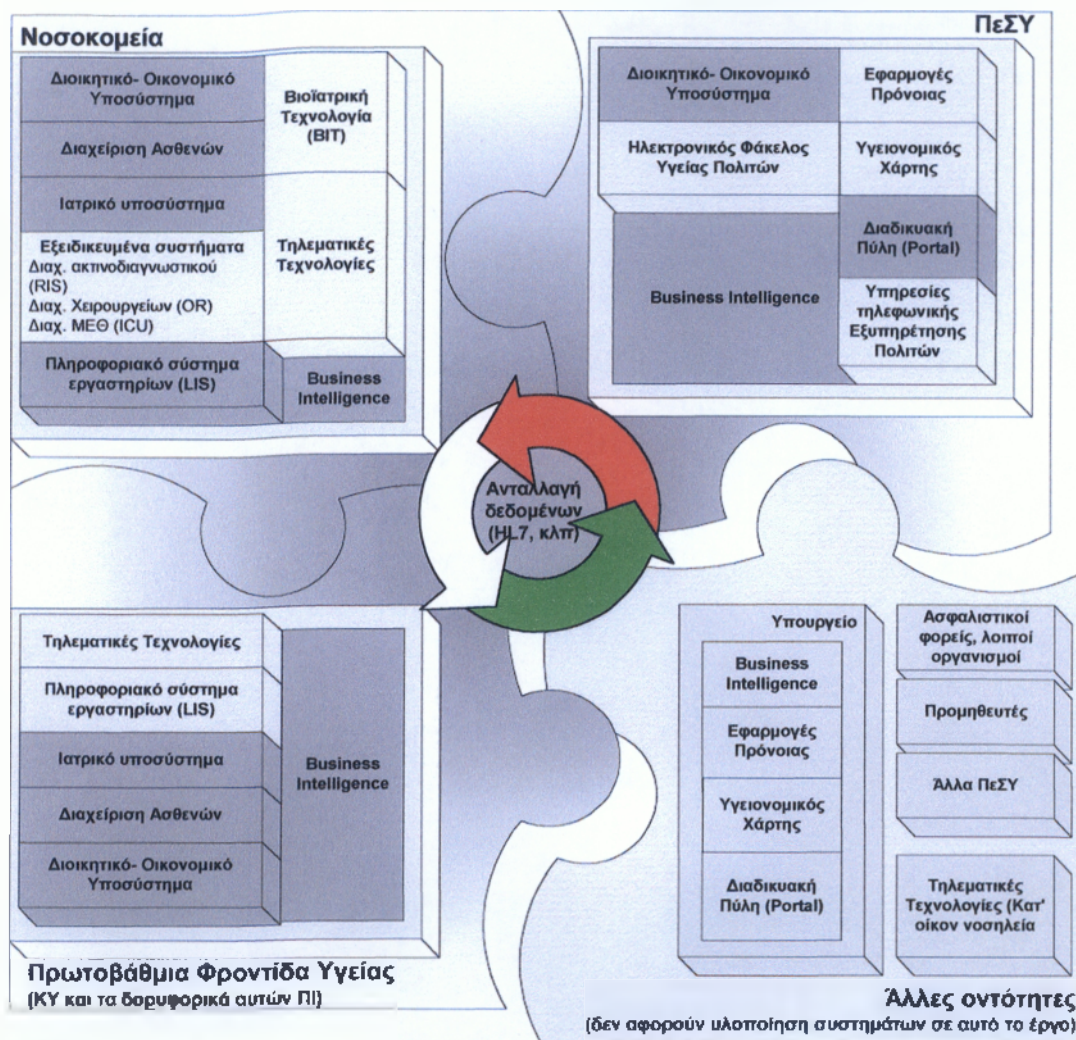 Νοσοκομεία
Διοικητικό- Οικονομικό
Υποσύστημα
Διαχείριση Ασθενών
Ιατρικό υποσύστημα
Εξειδικευμένα συστήματα
Διαχ. ακτινοδιαγνωστικού
(RIS)
Διαχ. Χειρουργείων (OR)
Διαχ. ΜΕΘ (ICU)
Πληροφοριακό σύστημα
εργαστηρίων (LIS)
Βιοϊατρική
Τεχνολογία
(BIT)
Τηλεματικές
Τεχνολογίες
Business
Intelligence
ΠεΣΥ
Διοικητικό- Οικονομικό
Υποσύστημα
Ηλεκτρονικός Φάκελος
Υγείας Πολιτών
Business Intelligence
Εφαρμογές
Πρόνοιας
Υγειονομικός
Χάρτης
Διαδικυακή
Πύλη (Portal)
Υπηρεσίες
τηλεφωνικής
Εξυπηρέτησης
Πολιτών
Ανταλλαγή
δεδομένων
(HL7, κλπ)
Τηλεματικές Τεχνολογίες
Πληροφοριακό σύστημα
εργαστηρίων (LIS)
Ιατρικό υποσύστημα
Διαχείριση Ασθενών
Διοικητικό- Οικονομικό
Υποσύστημα
Business
Intelligence
Πρωτοβάθμια Φροντίδα Υγείας
(ΚΥ και τα δορυφορικά αυτών ΠΙ)
Υπουργείο
Business
Intelligence
Εφαρμογές
Πρόνοιας
Υγειονομικός
Χάρτης
Διαδικυακή
Πύλη (Portal)
Ασφαλιστικοί
φορείς, λοιποί
οργανισμοί
Προμηθευτές
Άλλα ΠεΣΥ
Τηλεματικές
Τεχνολογίες (Κατ'
οίκον νοσηλεία
Άλλες οντότητες
(δεν αφορούν υλοποίηση συστημάτων σε αυτό το έργο)